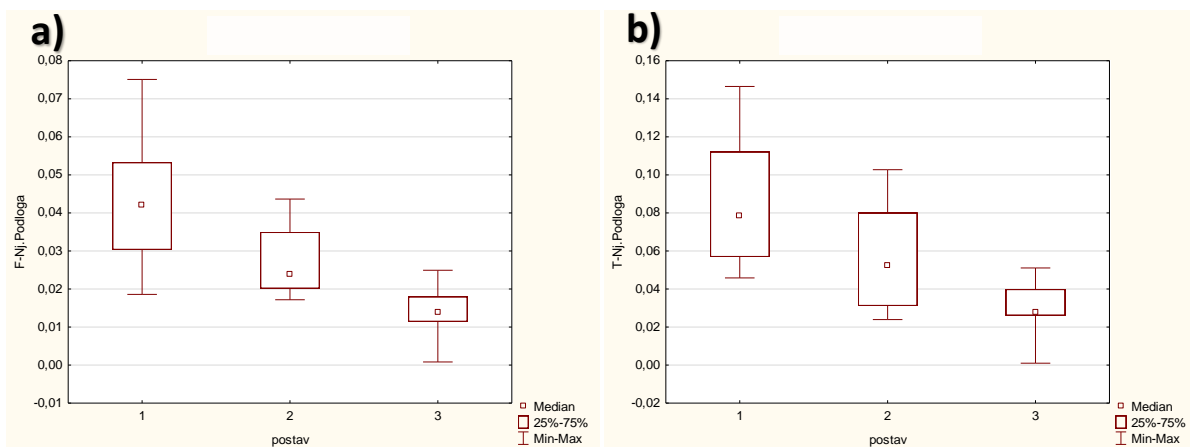 a)
F-Nj.Podloga
0,08
0,07
0,06
0,05
0,04
0,03
0,02
0,01
0,00
-0,01
1 2 3
postav
Median
25%-75%
Min-Max
b)
T-Nj.Podloga
0,16
0,14
0,12
0,10
0,08
0,06
0,04
0,02
0,00
-0,02
1 2 3
postav
Median
25%-75%
Min-Max